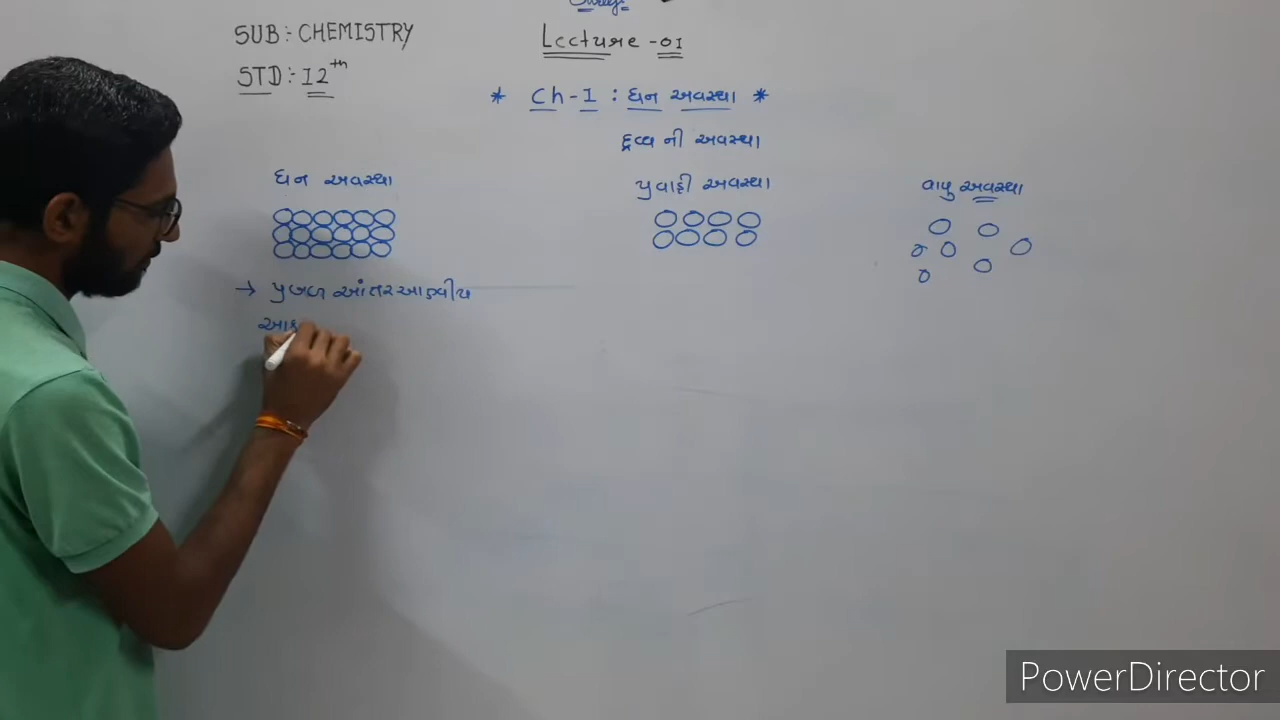 SUB : CHEMISTRY
Lecture - 01
STD : 12th
* Ch - 1 : ઘન અવસ્થા *
દ્રવ્ય ની અવસ્થા
ઘન અવસ્થા
પ્રવાહી અવસ્થા
વાયુ અવસ્થા
→ પ્રબળ આંતરઆણ્વીય
PowerDirector